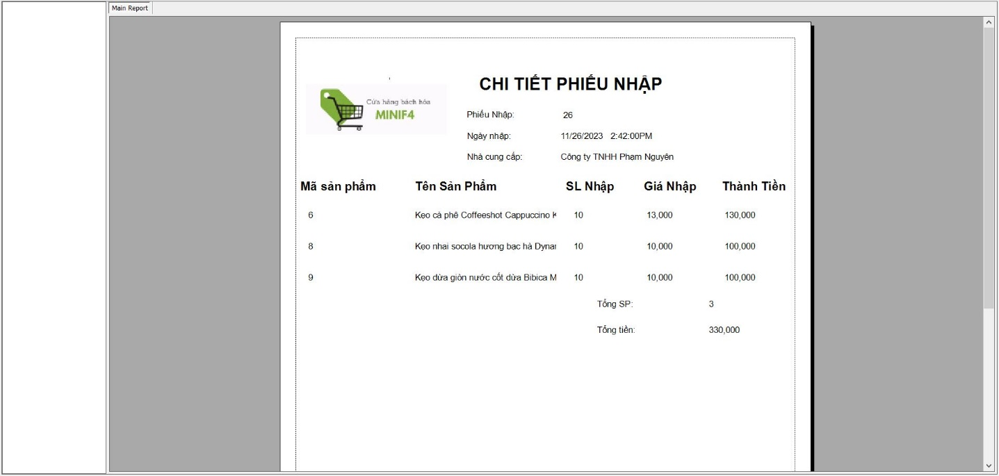 Main Report
CHI TIẾT PHIẾU NHẬP
Cửa hàng bách hóa
MINIF4
Phiếu Nhập: 26
Ngày nhập: 11/26/2023 2:42:00PM
Nhà cung cấp: Công ty TNHH Phạm Nguyên
Mã sản phẩm Tên Sản Phẩm SL Nhập Giá Nhập Thành Tiền
6 Kẹo cà phê Coffeeshot Cappuccino K 10 13,000 130,000
8 Kẹo nhai socola hương bạc hà Dynar 10 10,000 100,000
9 Kẹo dừa giòn nước cốt dừa Bibica M 10 10,000 100,000
Tổng SP: 3
Tổng tiền: 330,000